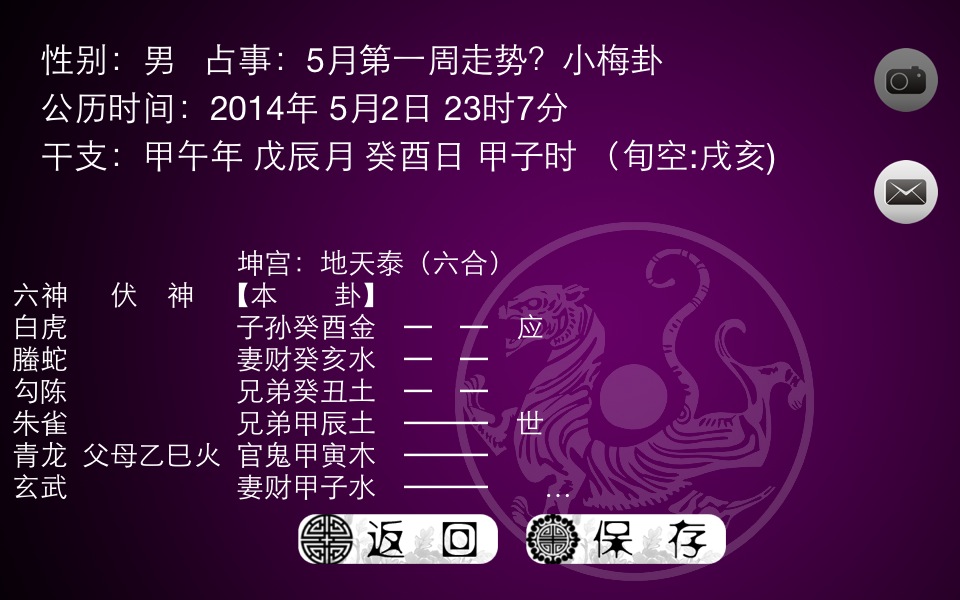 性别：男 占事：5月第一周走势？小梅卦
公历时间：2014年 5月2日 23时7分
干支：甲午年 戊辰月 癸酉日 甲子时 （旬空:戌亥)
坤宫：地天泰（六合）
六神 伏 神 【本 卦】
白虎 子孙癸酉金 应
螣蛇 妻财癸亥水
勾陈 兄弟癸丑土
朱雀 兄弟甲辰土 世
青龙 父母乙巳火 官鬼甲寅木
玄武 妻财甲子水 …
返 回 保 存